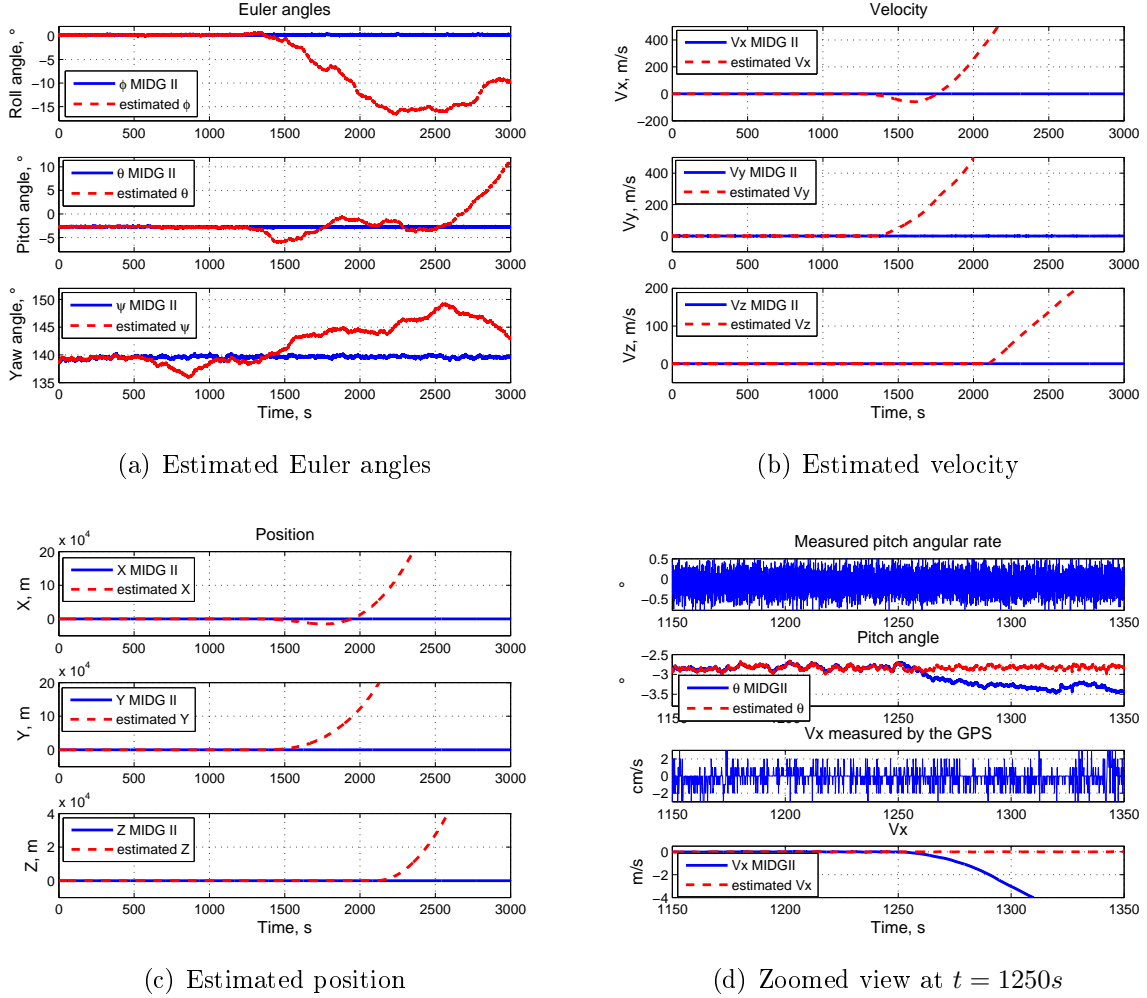 Euler angles
Roll angle, °
0
−5
−10
−15
ϕ MIDG II
estimated ϕ
0 500 1000 1500 2000 2500 3000
Pitch angle, °
10
5
0
−5
θ MIDG II
estimated θ
0 500 1000 1500 2000 2500 3000
Yaw angle, °
150
145
140
135
ψ MIDG II
estimated ψ
0 500 1000 1500 2000 2500 3000
Time, s
(a) Estimated Euler angles
Velocity
Vx, m/s
400
200
0
−200
Vx MIDG II
estimated Vx
0 500 1000 1500 2000 2500 3000
Vy, m/s
400
200
0
Vy MIDG II
estimated Vy
0 500 1000 1500 2000 2500 3000
Vz, m/s
200
100
0
Vz MIDG II
estimated Vz
0 500 1000 1500 2000 2500 3000
Time, s
(b) Estimated velocity
Position
x 10⁴
X, m
20
10
0
X MIDG II
estimated X
0 500 1000 1500 2000 2500 3000
x 10⁴
Y, m
20
10
0
Y MIDG II
estimated Y
0 500 1000 1500 2000 2500 3000
x 10⁴
Z, m
4
2
0
Z MIDG II
estimated Z
0 500 1000 1500 2000 2500 3000
Time, s
(c) Estimated position
Measured pitch angular rate
°
0.5
0
−0.5
1150 1200 1250 1300 1350
Pitch angle
°
−2.5
−3
−3.5
θ MIDGII
estimated θ
1150 1200 1250 1300 1350
Vx measured by the GPS
cm/s
2
0
−2
1150 1200 1250 1300 1350
Vx
m/s
0
−2
−4
Vx MIDGII
estimated Vx
1150 1200 1250 1300 1350
Time, s
(d) Zoomed view at t = 1250s